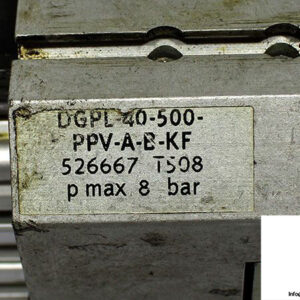 DGPL-40-500-
PPV-A-B-KF
526667 T508
p max 8 bar